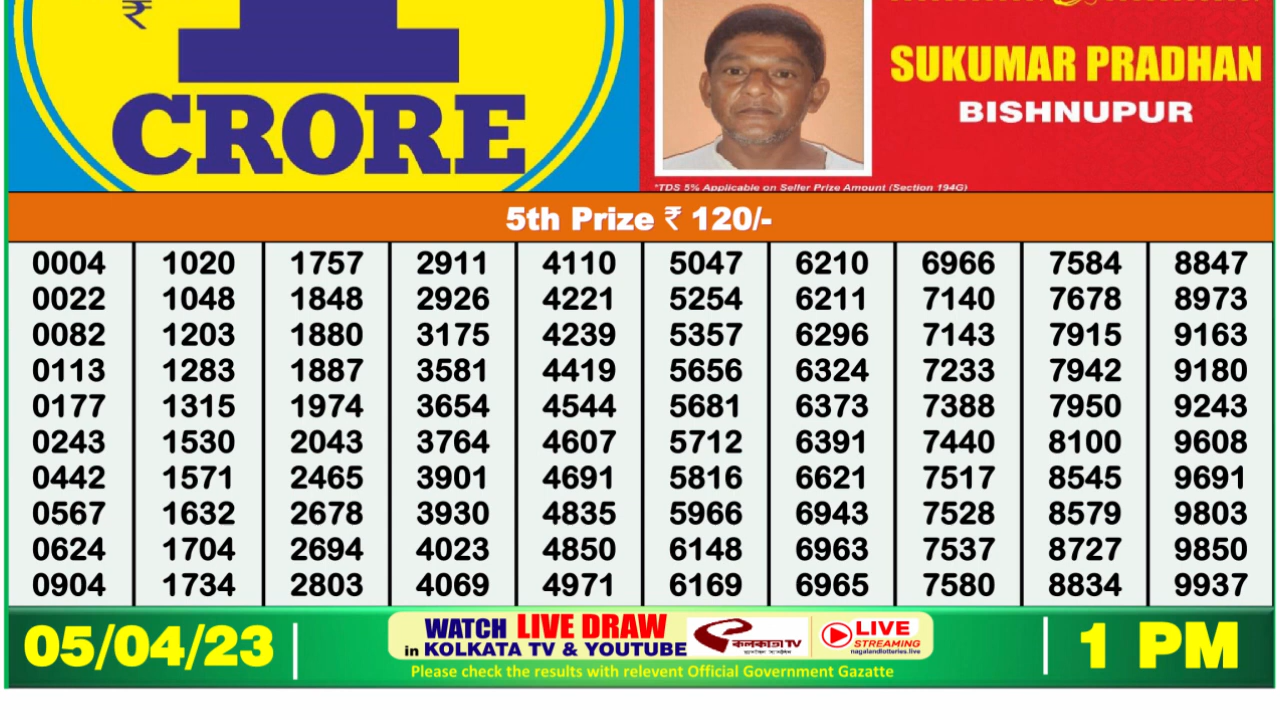 ₹
1
CRORE
SUKUMAR PRADHAN
BISHNUPUR
*TDS 5% Applicable on Seller Prize Amount (Section 194G)
5th Prize ₹ 120/-
0004 1020 1757 2911 4110 5047 6210 6966 7584 8847
0022 1048 1848 2926 4221 5254 6211 7140 7678 8973
0082 1203 1880 3175 4239 5357 6296 7143 7915 9163
0113 1283 1887 3581 4419 5656 6324 7233 7942 9180
0177 1315 1974 3654 4544 5681 6373 7388 7950 9243
0243 1530 2043 3764 4607 5712 6391 7440 8100 9608
0442 1571 2465 3901 4691 5816 6621 7517 8545 9691
0567 1632 2678 3930 4835 5966 6943 7528 8579 9803
0624 1704 2694 4023 4850 6148 6963 7537 8727 9850
0904 1734 2803 4069 4971 6169 6965 7580 8834 9937
05/04/23
WATCH LIVE DRAW
in KOLKATA TV & YOUTUBE
কলকাতা TV
LIVE
STREAMING
nagalandlotteries.live
Please check the results with relevent Official Government Gazatte
1 PM